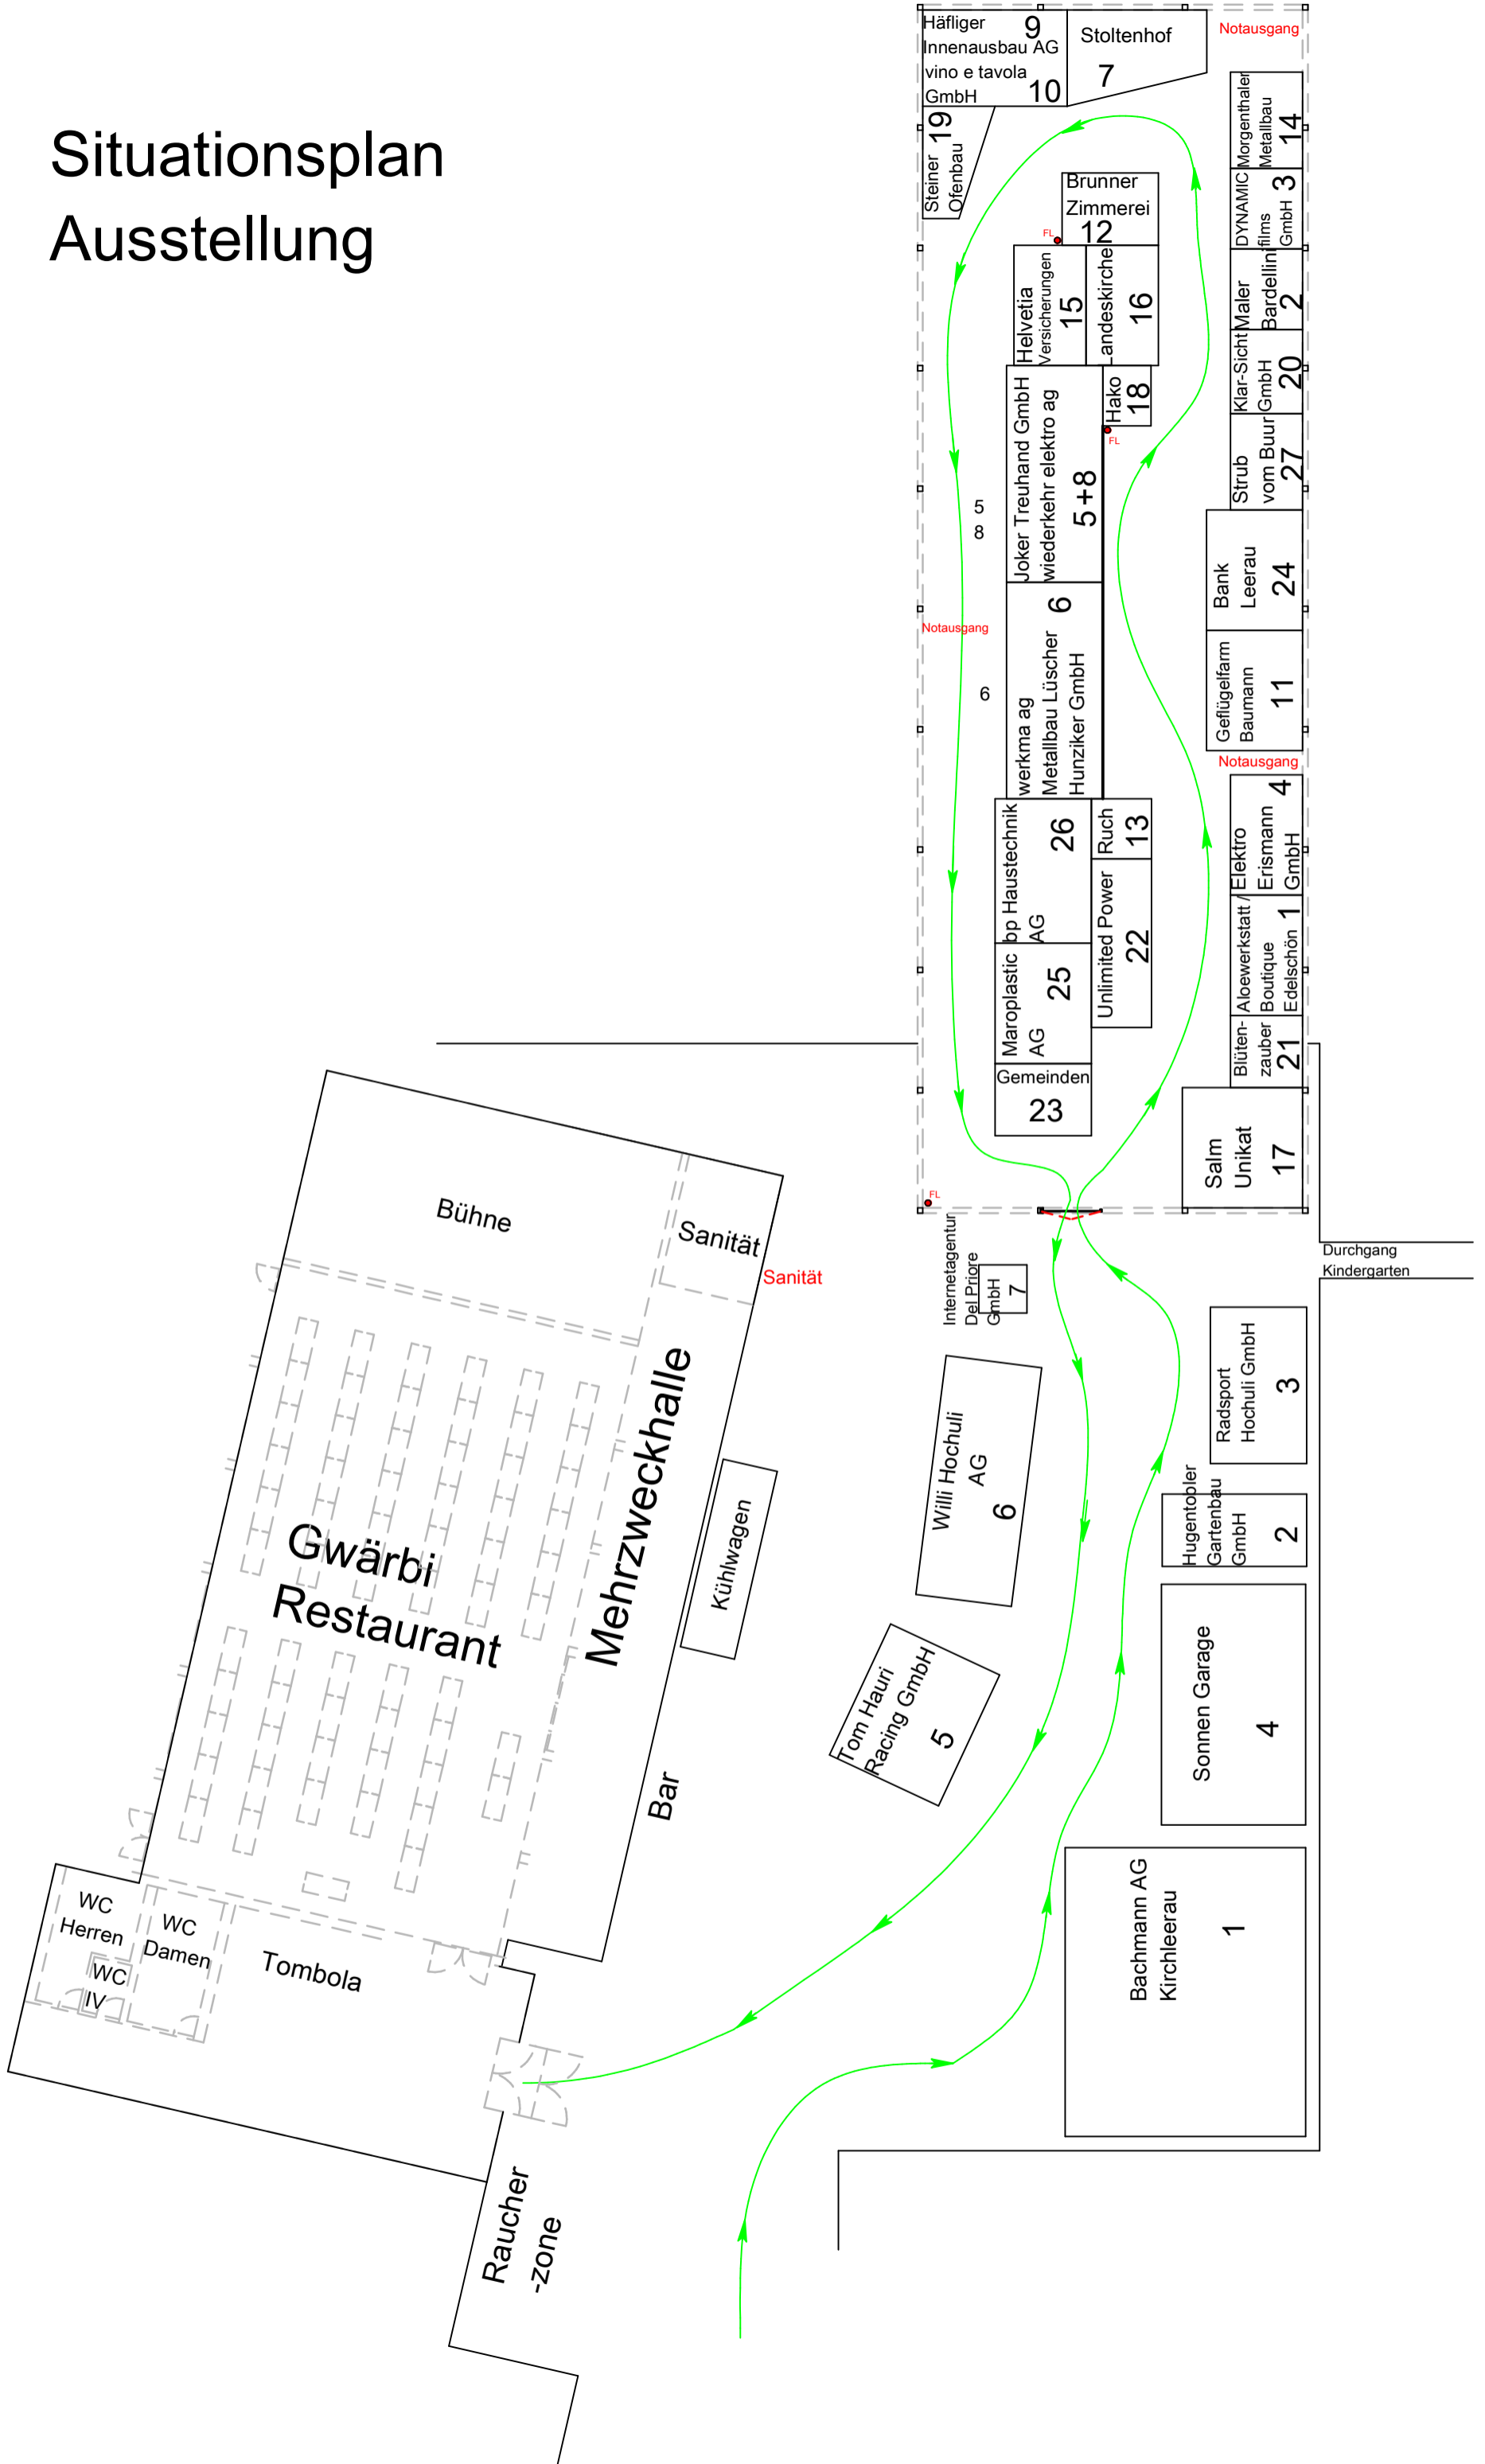 Situationsplan
Ausstellung
Häfliger
Innenausbau AG
9
vino e tavola
GmbH
10
Stoltenhof
7
Notausgang
Steiner
Ofenbau
19
Morgenthaler
Metallbau
14
DYNAMIC
films
GmbH
3
Maler
Bardellini
2
Klar-Sicht
GmbH
20
Strub
vom Buur
27
Bank
Leerau
24
Geflügelfarm
Baumann
11
Notausgang
Elektro
Erismann
GmbH
4
Aloewerkstatt /
Boutique
Edelschön
1
Blüten-
zauber
21
Salm
Unikat
17
Brunner
Zimmerei
12
FL
Helvetia
Versicherungen
15
Landeskirche
16
Hako
18
FL
Joker Treuhand GmbH
wiederkehr elektro ag
5+8
5
8
Notausgang
6
werkma ag
Metallbau Lüscher
Hunziker GmbH
6
bp Haustechnik
AG
26
Ruch
13
Unlimited Power
22
Maroplastic
AG
25
Gemeinden
23
FL
Durchgang
Kindergarten
Internetagentur
Del Priore
GmbH
7
Radsport
Hochuli GmbH
3
Willi Hochuli
AG
6
Hugentobler
Gartenbau
GmbH
2
Tom Hauri
Racing GmbH
5
Sonnen Garage
4
Bachmann AG
Kirchleerau
1
Bühne
Sanität
Sanität
Mehrzweckhalle
Gwärbi
Restaurant
Kühlwagen
Bar
WC
Herren
WC
Damen
WC
IV
Tombola
Raucher
-zone